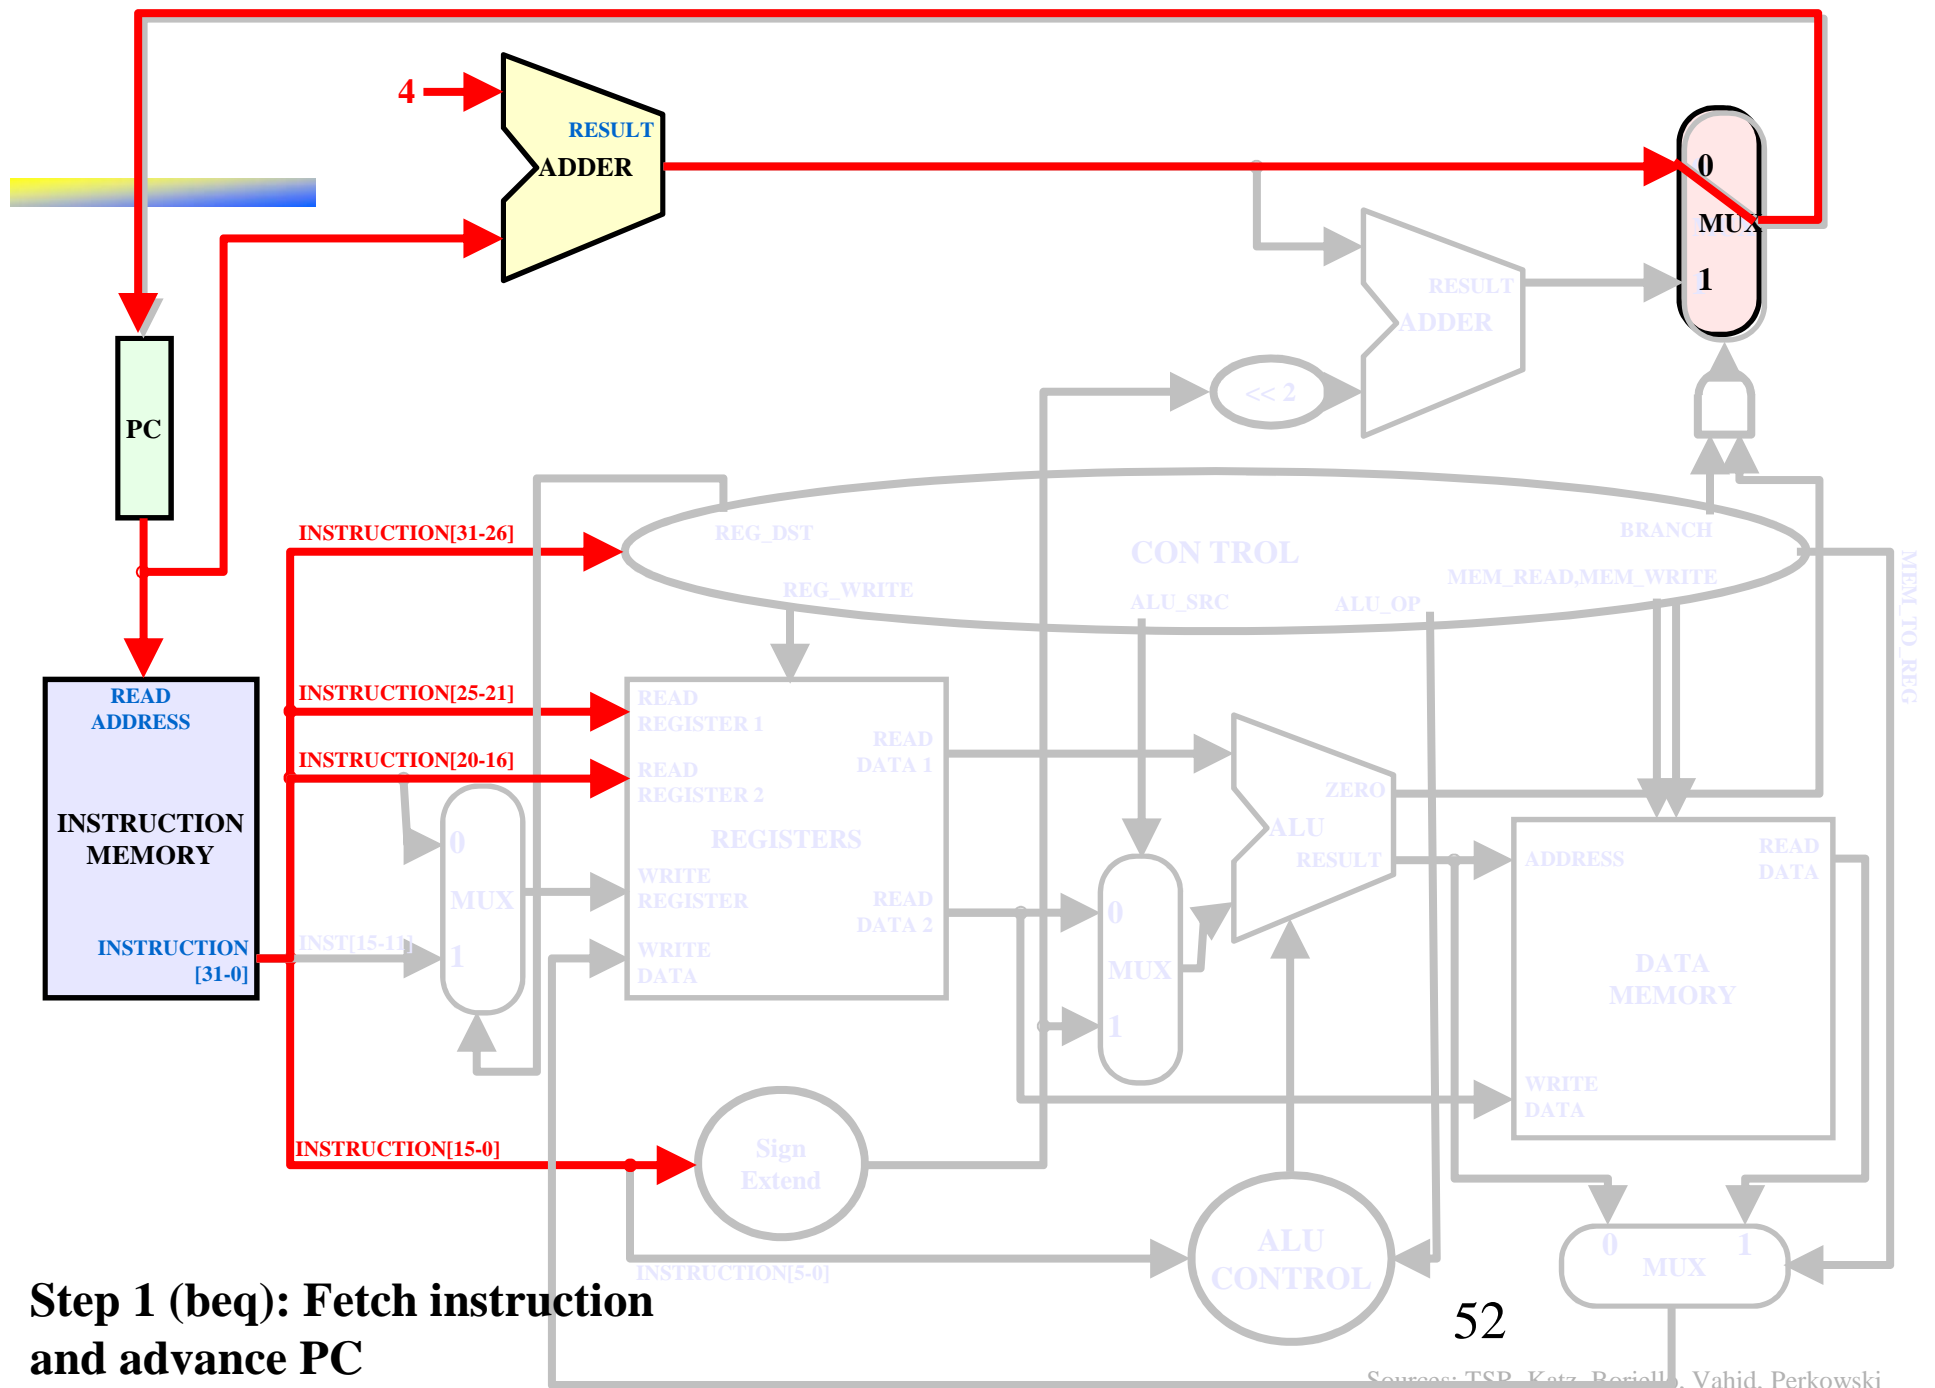 4
RESULT
ADDER
0
MUX
1
RESULT
ADDER
<< 2
PC
INSTRUCTION[31-26]
REG_DST
CON TROL
BRANCH
REG_WRITE
ALU_SRC
ALU_OP
MEM_READ,MEM_WRITE
MEM_TO_REG
READ
ADDRESS
INSTRUCTION
MEMORY
INSTRUCTION
[31-0]
INSTRUCTION[25-21]
INSTRUCTION[20-16]
INST[15-11]
0
MUX
1
READ
REGISTER 1
READ
REGISTER 2
REGISTERS
WRITE
REGISTER
WRITE
DATA
READ
DATA 1
READ
DATA 2
0
MUX
1
ZERO
ALU
RESULT
ADDRESS
READ
DATA
DATA
MEMORY
WRITE
DATA
INSTRUCTION[15-0]
Sign
Extend
INSTRUCTION[5-0]
ALU
CONTROL
0
1
MUX
Step 1 (beq): Fetch instruction
and advance PC
52
Sources: TSR, Katz, Boriello, Vahid, Perkowski